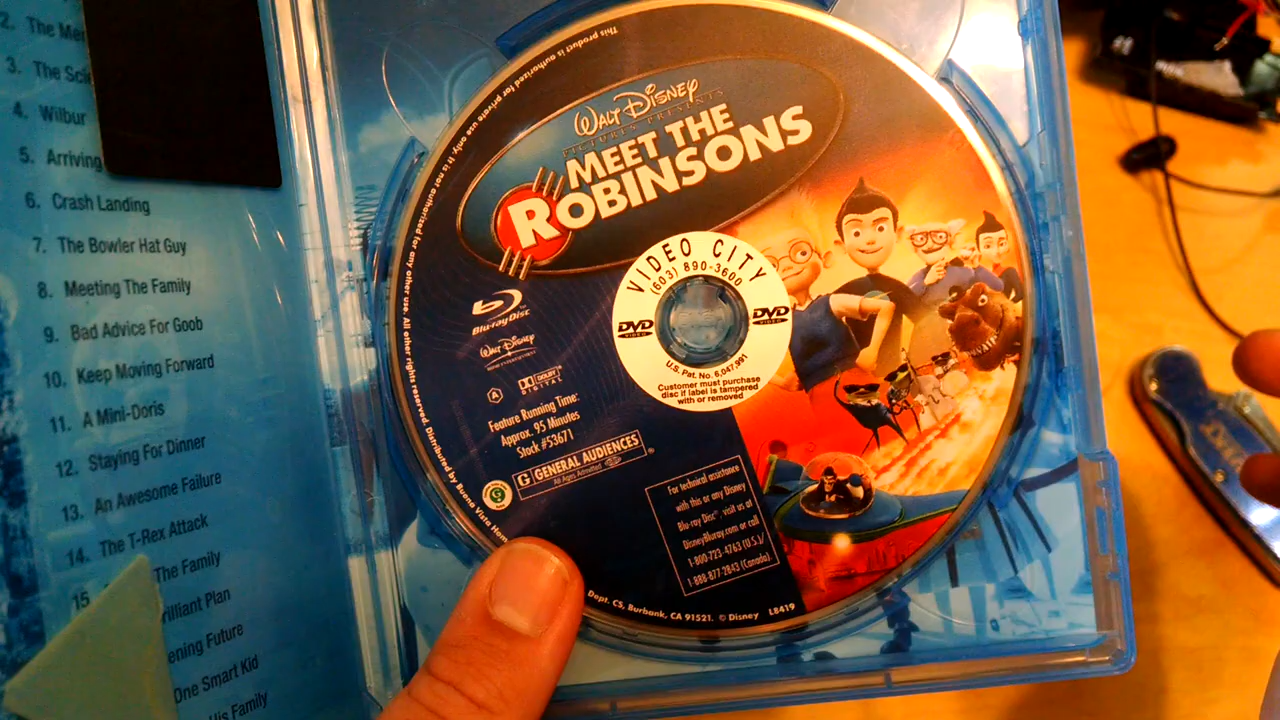 2. The
3. The
4. Wilbur
5. Arriving
6. Crash Landing
7. The Bowler Hat Guy
8. Meeting The Family
9. Bad Advice For Goob
10. Keep Moving Forward
11. A Mini-Doris
12. Staying For Dinner
13. An Awesome Failure
14. The T-Rex Attack
15 The Family
Plan
Future
One Smart Kid
His Family
This product is authorized for private use only. It is not authorized for any other use. All other rights reserved. Distributed by Buena Vista
Dept. CS, Burbank, CA 91521. © Disney L8419
WALT DISNEY
PICTURES PRESENTS
MEET THE
ROBINSONS
Blu-ray Disc
WALT DISNEY
A DOLBY
DIGITAL
Feature Running Time:
Approx. 95 Minutes
Stock #53671
G GENERAL AUDIENCES
All Ages Admitted
VIDEO CITY
(603) 890-3600
DVD VIDEO
DVD VIDEO
U.S. Pat. No. 6,047,991
Customer must purchase
disc if label is tampered
with or removed
For technical assistance
with this or any Disney
Blu-ray Disc, visit us at
DisneyBluray.com or call
1-800-723-4763 (U.S.)/
1-888-877-2843 (Canada).